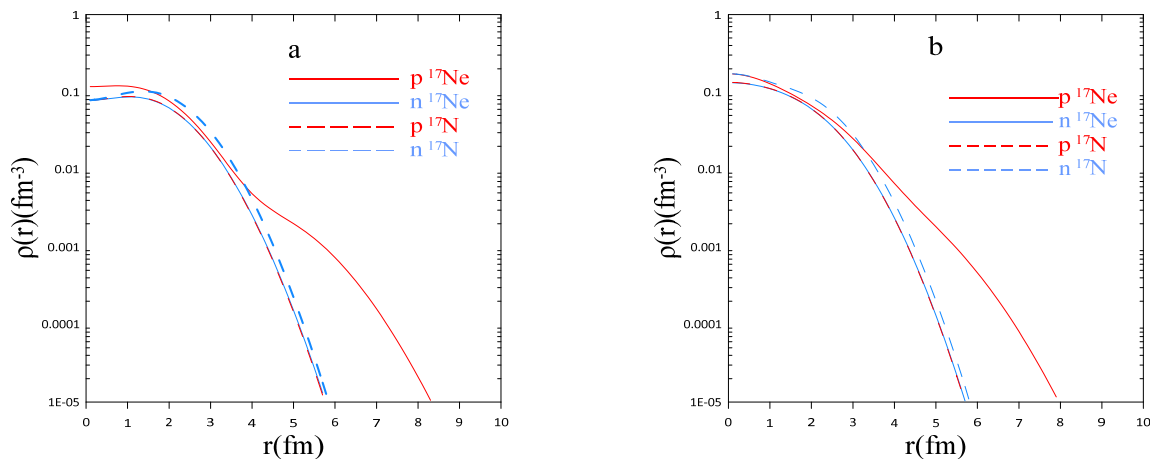 a
p ¹⁷Ne
n ¹⁷Ne
p ¹⁷N
n ¹⁷N
ρ(r)(fm⁻³)
1
0.1
0.01
0.001
0.0001
1E-05
0 1 2 3 4 5 6 7 8 9 10
r(fm)
b
p ¹⁷Ne
n ¹⁷Ne
p ¹⁷N
n ¹⁷N
ρ(r)(fm⁻³)
1
0.1
0.01
0.001
0.0001
1E-05
0 1 2 3 4 5 6 7 8 9 10
r(fm)